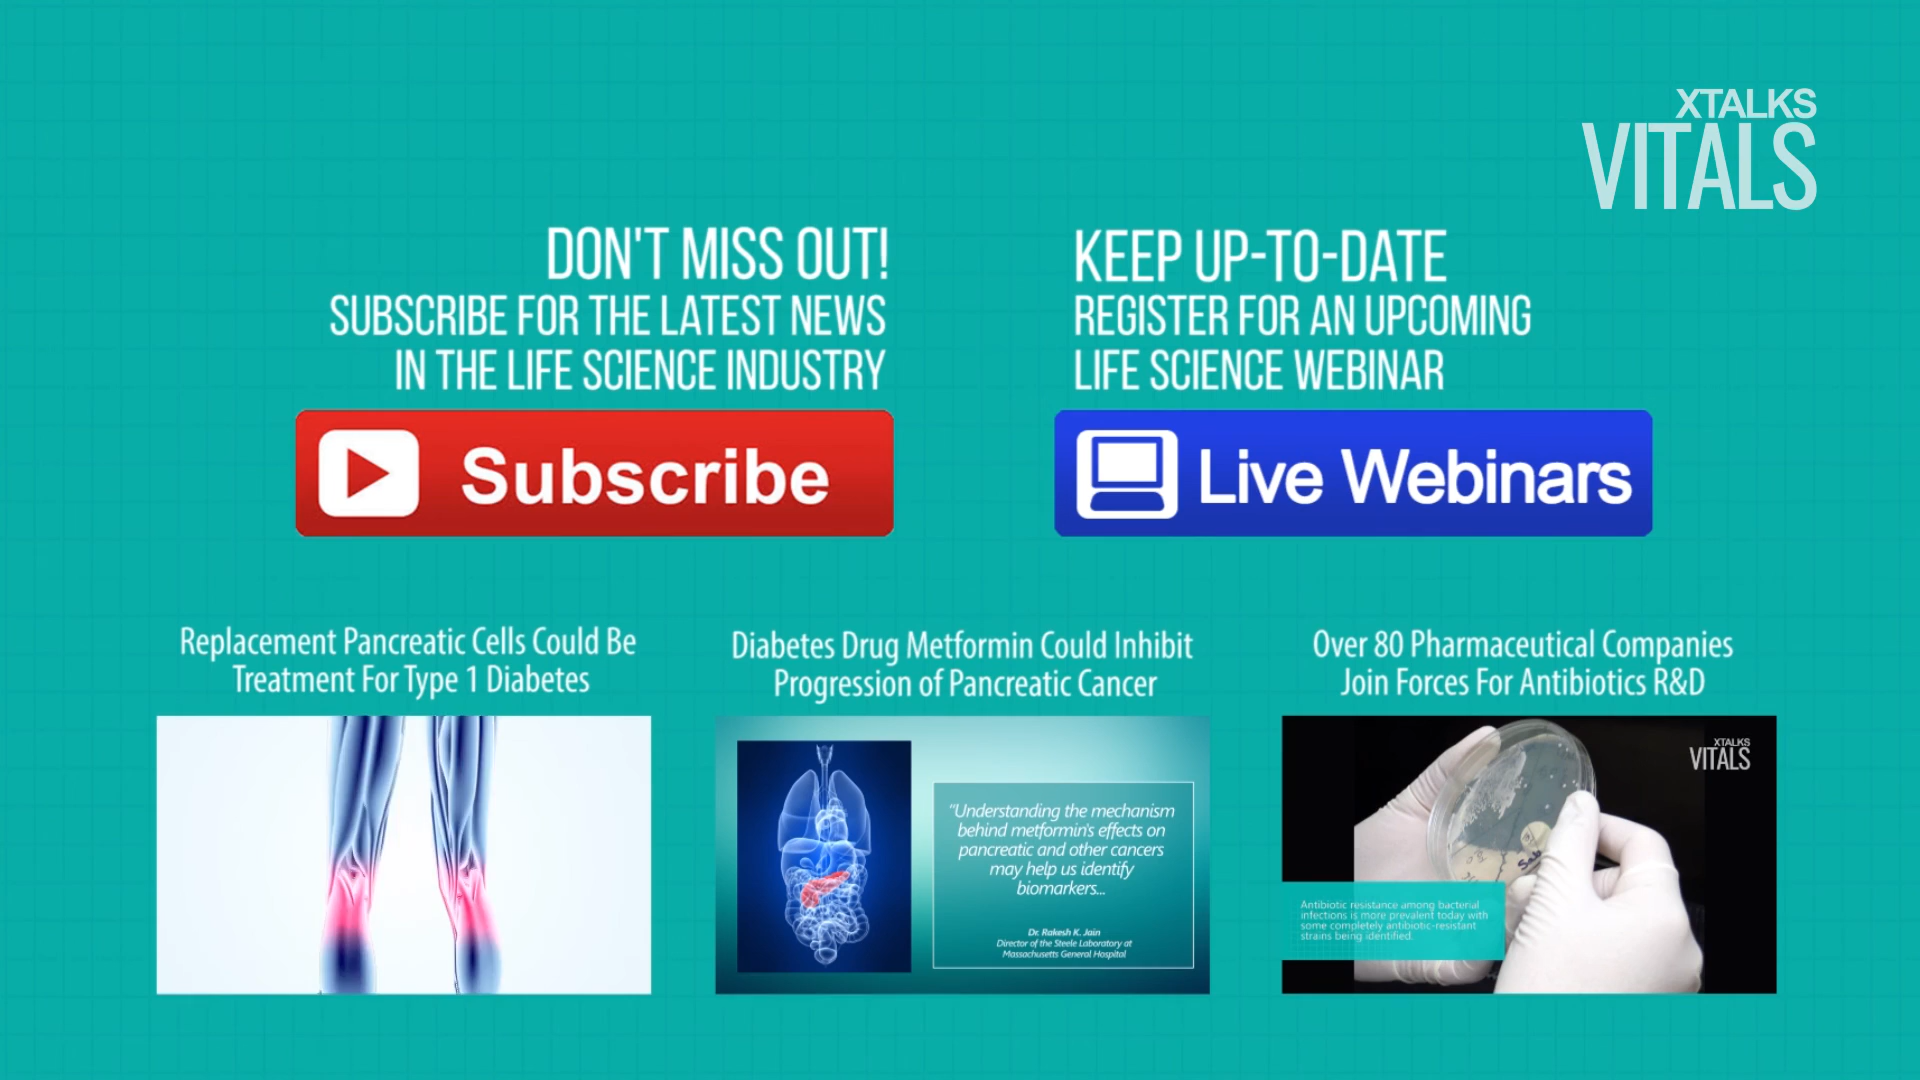 XTALKS
VITALS
DON'T MISS OUT!
SUBSCRIBE FOR THE LATEST NEWS
IN THE LIFE SCIENCE INDUSTRY
Subscribe
KEEP UP-TO-DATE
REGISTER FOR AN UPCOMING
LIFE SCIENCE WEBINAR
Live Webinars
Replacement Pancreatic Cells Could Be
Treatment For Type 1 Diabetes
Diabetes Drug Metformin Could Inhibit
Progression of Pancreatic Cancer
"Understanding the mechanism
behind metformin's effects on
pancreatic and other cancers
may help us identify
biomarkers...
Dr. Rakesh K. Jain
Director of the Steele Laboratory at
Massachusetts General Hospital
Over 80 Pharmaceutical Companies
Join Forces For Antibiotics R&D
XTALKS
VITALS
Antibiotic resistance among bacterial
infections is more prevalent today with
some completely antibiotic-resistant
strains being identified.